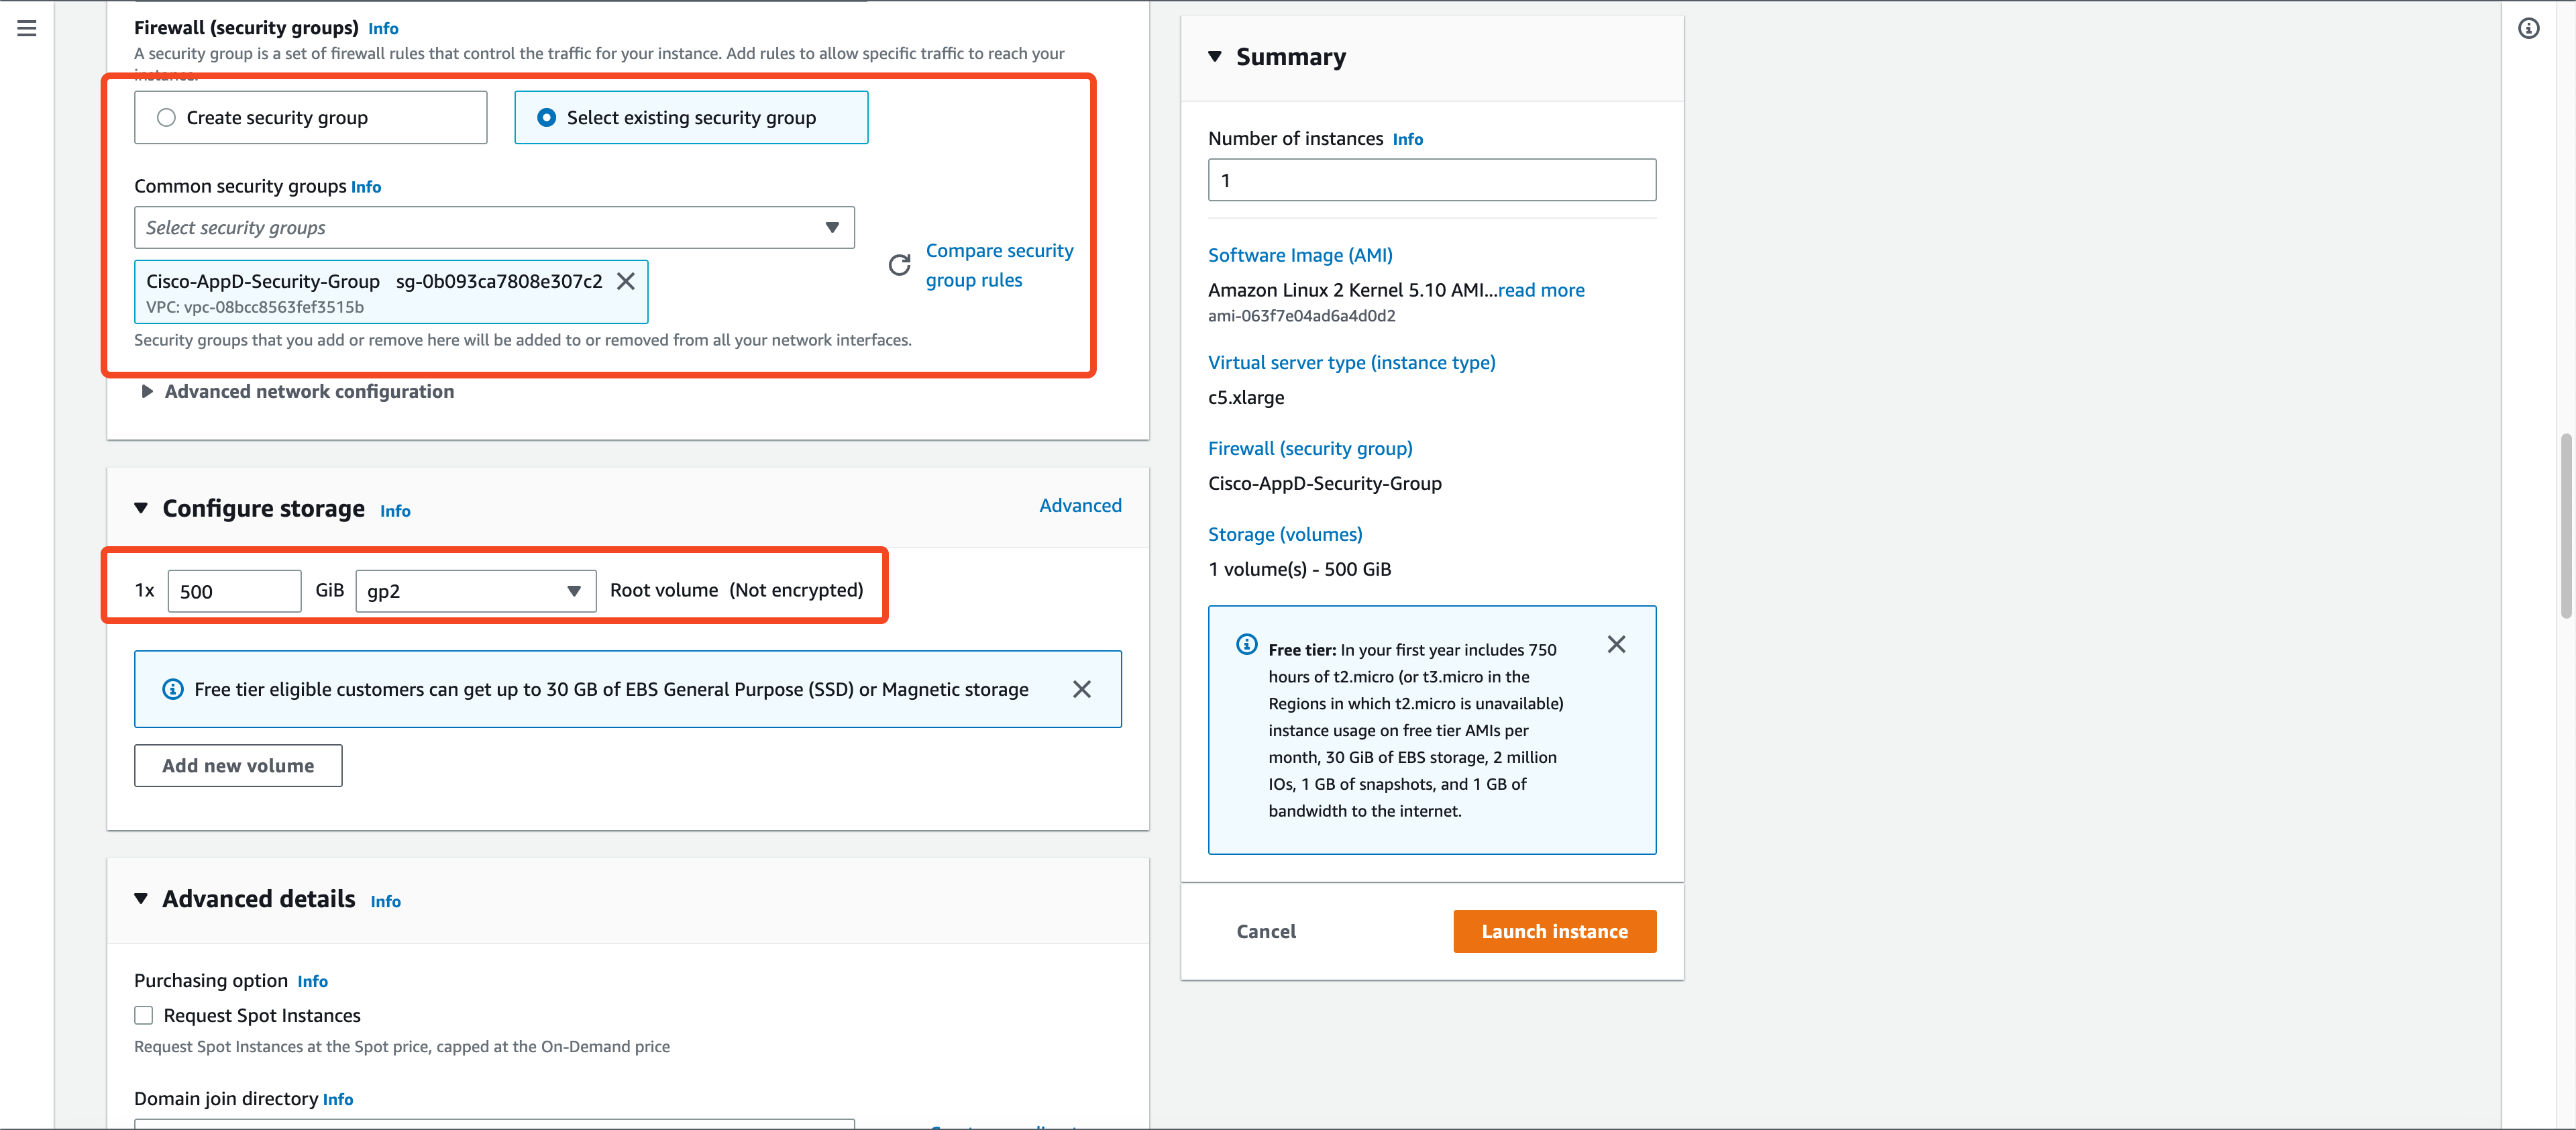 Firewall (security groups) Info
A security group is a set of firewall rules that control the traffic for your instance. Add rules to allow specific traffic to reach your
instance.
Create security group
Select existing security group
Common security groups Info
Select security groups
Compare security
group rules
Cisco-AppD-Security-Group sg-0b093ca7808e307c2
VPC: vpc-08bcc8563fef3515b
Security groups that you add or remove here will be added to or removed from all your network interfaces.
Advanced network configuration
Configure storage Info
Advanced
1x 500 GiB gp2 Root volume (Not encrypted)
Free tier eligible customers can get up to 30 GB of EBS General Purpose (SSD) or Magnetic storage
Add new volume
Advanced details Info
Purchasing option Info
Request Spot Instances
Request Spot Instances at the Spot price, capped at the On-Demand price
Domain join directory Info
Summary
Number of instances Info
1
Software Image (AMI)
Amazon Linux 2 Kernel 5.10 AMI...read more
ami-063f7e04ad6a4d0d2
Virtual server type (instance type)
c5.xlarge
Firewall (security group)
Cisco-AppD-Security-Group
Storage (volumes)
1 volume(s) - 500 GiB
Free tier: In your first year includes 750
hours of t2.micro (or t3.micro in the
Regions in which t2.micro is unavailable)
instance usage on free tier AMIs per
month, 30 GiB of EBS storage, 2 million
IOs, 1 GB of snapshots, and 1 GB of
bandwidth to the internet.
Cancel
Launch instance